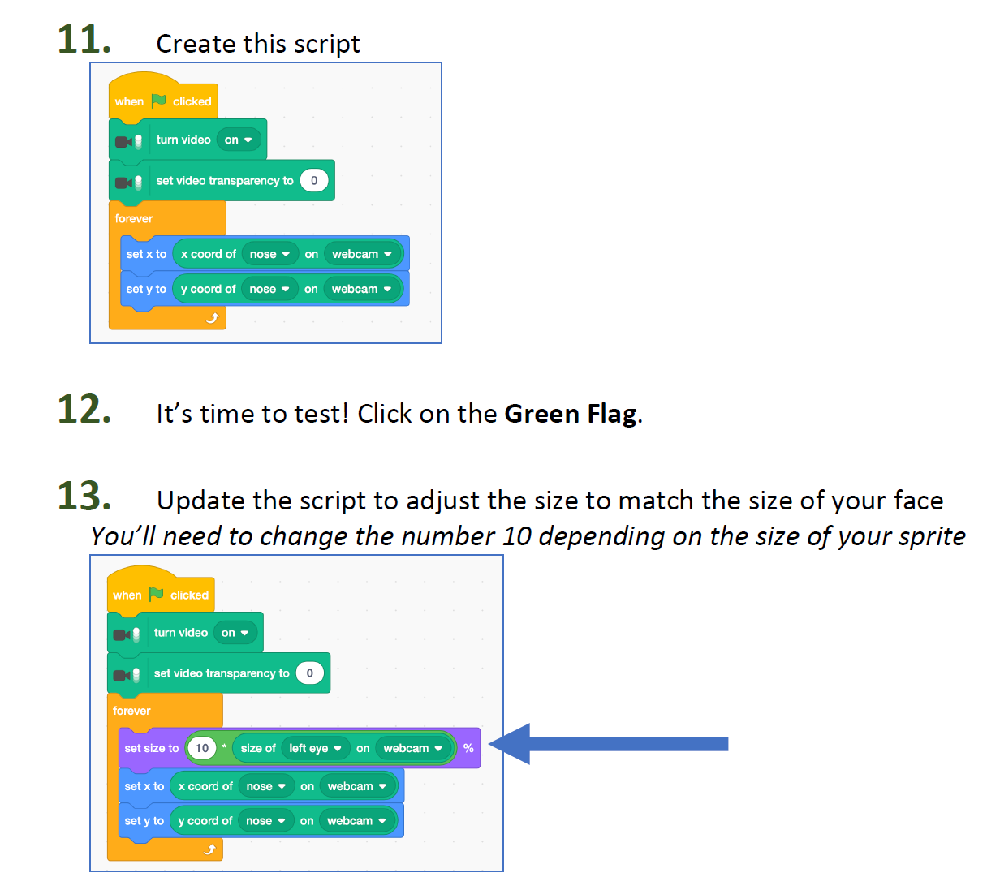 11. Create this script
when clicked
turn video on
set video transparency to 0
forever
set x to x coord of nose on webcam
set y to y coord of nose on webcam
12. It’s time to test! Click on the Green Flag.
13. Update the script to adjust the size to match the size of your face
You’ll need to change the number 10 depending on the size of your sprite
when clicked
turn video on
set video transparency to 0
forever
set size to 10 * size of left eye on webcam %
set x to x coord of nose on webcam
set y to y coord of nose on webcam